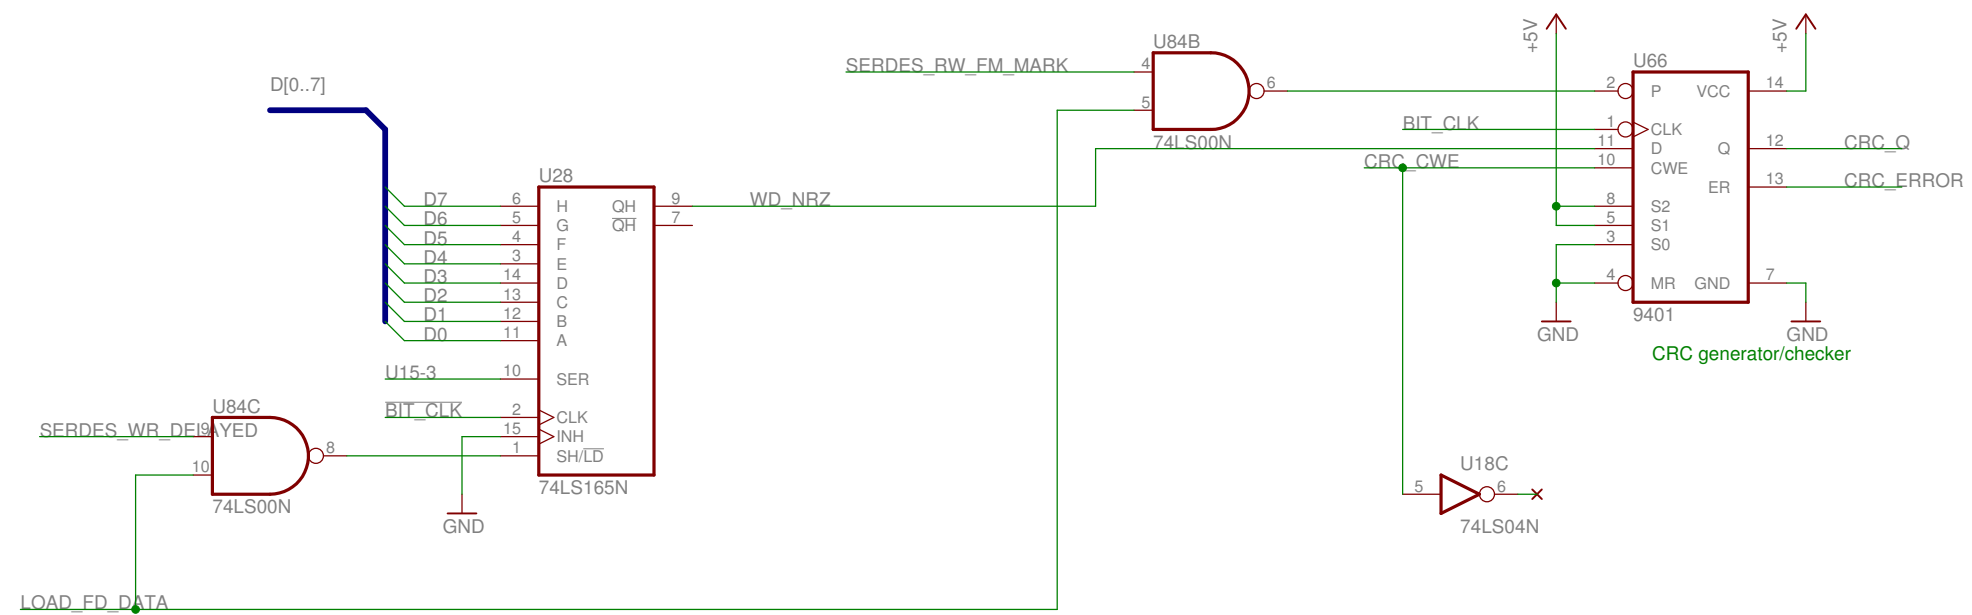 D[0..7]
D7
D6
D5
D4
D3
D2
D1
D0
U15-3
BIT_CLK
GND
U28
6 H QH 9
5 G QH 7
4 F
3 E
14 D
13 C
12 B
11 A
10 SER
2 CLK
15 INH
1 SH/LD
74LS165N
WD_NRZ
U84C
SERDES_WR_DELAYED
9
10
8
74LS00N
LOAD_FD_DATA
SERDES_RW_FM_MARK
U84B
4
5
6
74LS00N
BIT_CLK
CRC_CWE
+5V
+5V
U66
2 P VCC 14
1 CLK
11 D Q 12
10 CWE
ER 13
8 S2
5 S1
3 S0
4 MR GND 7
9401
CRC_Q
CRC_ERROR
GND
GND
CRC generator/checker
U18C
5
6
74LS04N